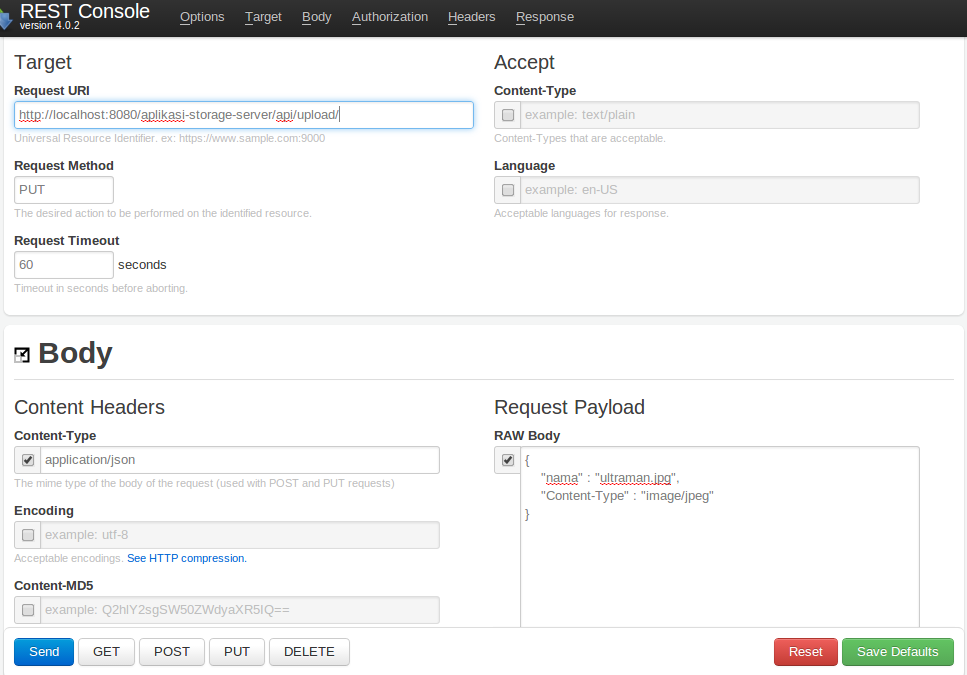 REST Console
version 4.0.2
Options Target Body Authorization Headers Response
Target
Request URI
http://localhost:8080/aplikasi-storage-server/api/upload/
Universal Resource Identifier. ex: https://www.sample.com:9000
Request Method
PUT
The desired action to be performed on the identified resource.
Request Timeout
60 seconds
Timeout in seconds before aborting.
Accept
Content-Type
example: text/plain
Content-Types that are acceptable.
Language
example: en-US
Acceptable languages for response.
Body
Content Headers
Content-Type
application/json
The mime type of the body of the request (used with POST and PUT requests)
Encoding
example: utf-8
Acceptable encodings. See HTTP compression.
Content-MD5
example: Q2hlY2sgSW50ZWdyaXR5IQ==
Request Payload
RAW Body
{
"nama" : "ultraman.jpg",
"Content-Type" : "image/jpeg"
}
Send GET POST PUT DELETE Reset Save Defaults